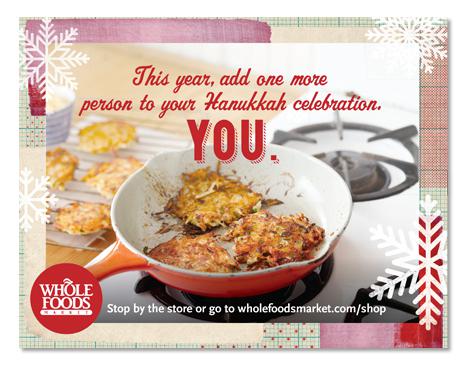 This year, add one more
person to your Hanukkah celebration.
YOU.
WHOLE
FOODS
MARKET
Stop by the store or go to wholefoodsmarket.com/shop